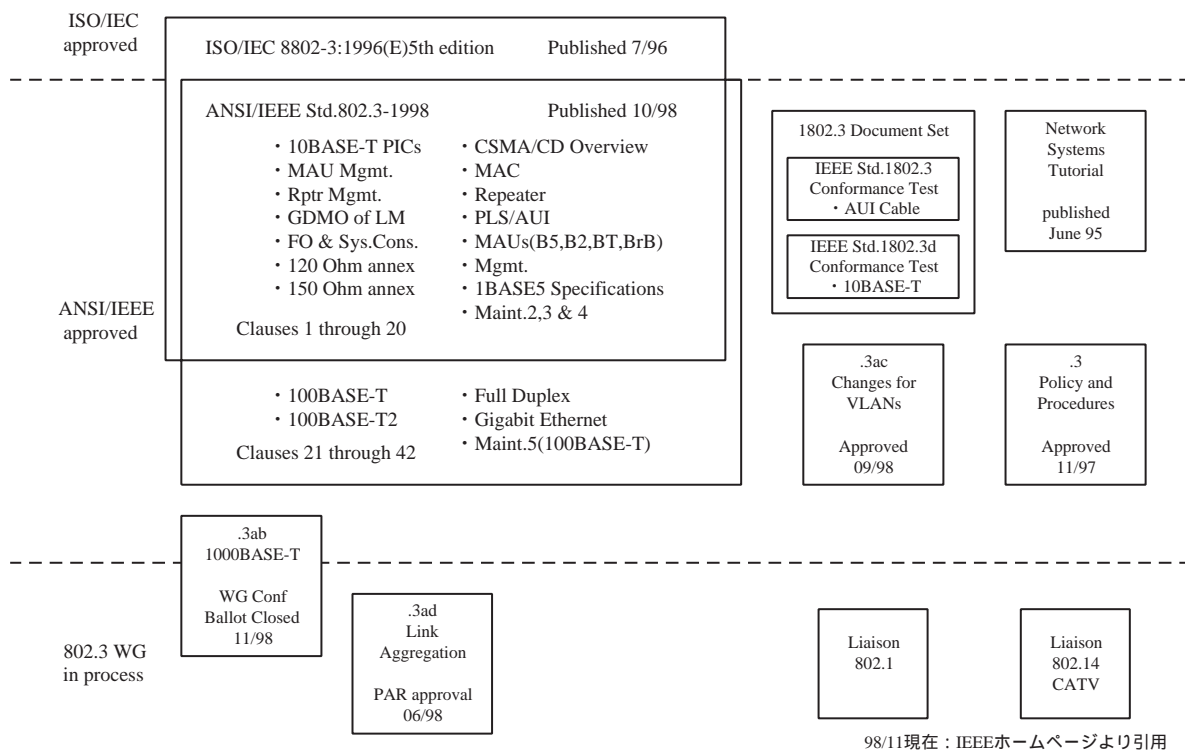 ISO/IEC
approved
ISO/IEC 8802-3:1996(E)5th edition Published 7/96
ANSI/IEEE
approved
ANSI/IEEE Std.802.3-1998 Published 10/98
・10BASE-T PICs
・MAU Mgmt.
・Rptr Mgmt.
・GDMO of LM
・FO & Sys.Cons.
・120 Ohm annex
・150 Ohm annex
・CSMA/CD Overview
・MAC
・Repeater
・PLS/AUI
・MAUs(B5,B2,BT,BrB)
・Mgmt.
・1BASE5 Specifications
・Maint.2,3 & 4
Clauses 1 through 20
・100BASE-T
・100BASE-T2
・Full Duplex
・Gigabit Ethernet
・Maint.5(100BASE-T)
Clauses 21 through 42
1802.3 Document Set
IEEE Std.1802.3
Conformance Test
・AUI Cable
IEEE Std.1802.3d
Conformance Test
・10BASE-T
Network
Systems
Tutorial
published
June 95
.3ac
Changes for
VLANs
Approved
09/98
.3
Policy and
Procedures
Approved
11/97
.3ab
1000BASE-T
WG Conf
Ballot Closed
11/98
802.3 WG
in process
.3ad
Link
Aggregation
PAR approval
06/98
Liaison
802.1
Liaison
802.14
CATV
98/11現在：IEEEホームページより引用